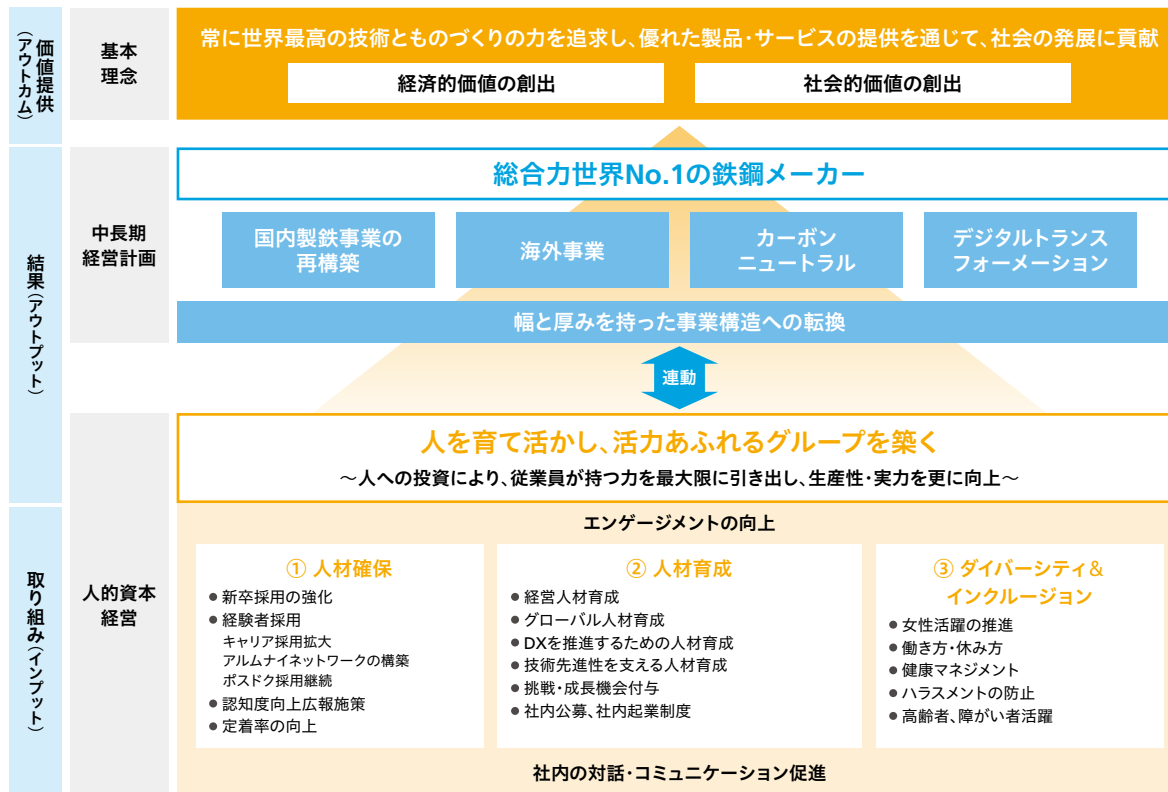 価値提供
(アウトカム)
基本
理念
常に世界最高の技術とものづくりの力を追求し、優れた製品・サービスの提供を通じて、社会の発展に貢献
経済的価値の創出
社会的価値の創出
結果(アウトプット)
中長期
経営計画
総合力世界No.1の鉄鋼メーカー
国内製鉄事業の
再構築
海外事業
カーボン
ニュートラル
デジタルトランス
フォーメーション
幅と厚みを持った事業構造への転換
連動
人を育て活かし、活力あふれるグループを築く
～人への投資により、従業員が持つ力を最大限に引き出し、生産性・実力を更に向上～
取り組み(インプット)
人的資本
経営
エンゲージメントの向上
① 人材確保
● 新卒採用の強化
● 経験者採用
キャリア採用拡大
アルムナイネットワークの構築
ポスドク採用継続
● 認知度向上広報施策
● 定着率の向上
② 人材育成
● 経営人材育成
● グローバル人材育成
● DXを推進するための人材育成
● 技術先進性を支える人材育成
● 挑戦・成長機会付与
● 社内公募、社内起業制度
③ ダイバーシティ&
インクルージョン
● 女性活躍の推進
● 働き方・休み方
● 健康マネジメント
● ハラスメントの防止
● 高齢者、障がい者活躍
社内の対話・コミュニケーション促進